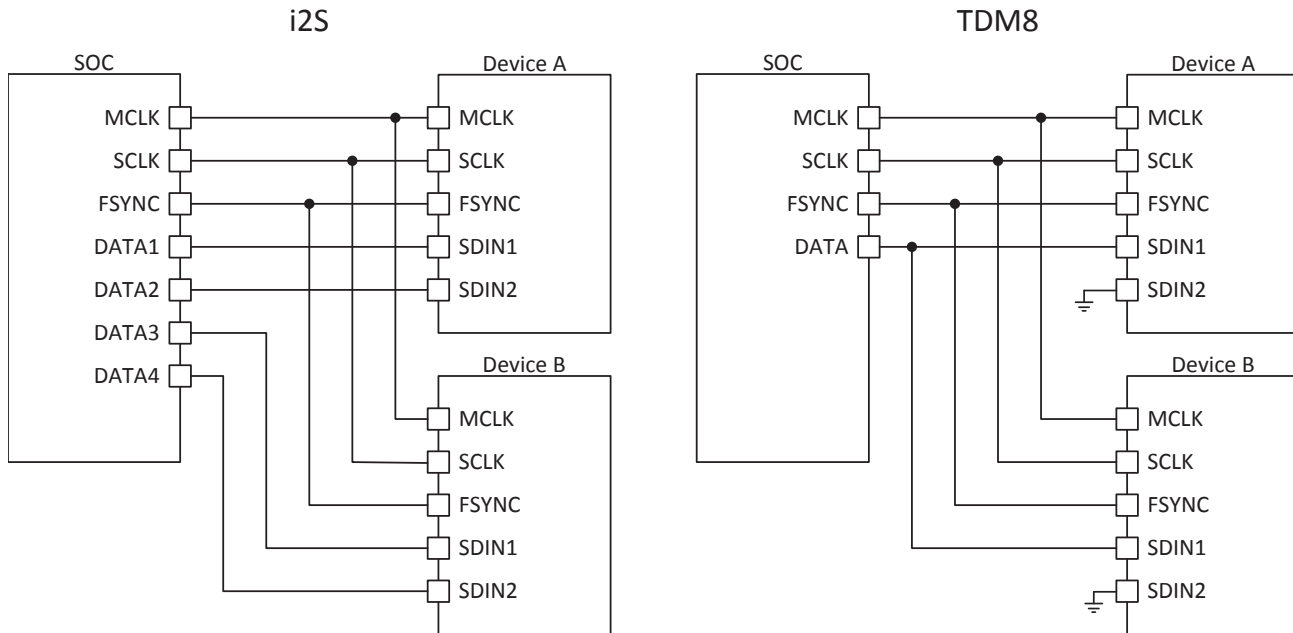 i2S
SOC
MCLK
SCLK
FSYNC
DATA1
DATA2
DATA3
DATA4
Device A
MCLK
SCLK
FSYNC
SDIN1
SDIN2
Device B
MCLK
SCLK
FSYNC
SDIN1
SDIN2
TDM8
SOC
MCLK
SCLK
FSYNC
DATA
Device A
MCLK
SCLK
FSYNC
SDIN1
SDIN2
Device B
MCLK
SCLK
FSYNC
SDIN1
SDIN2